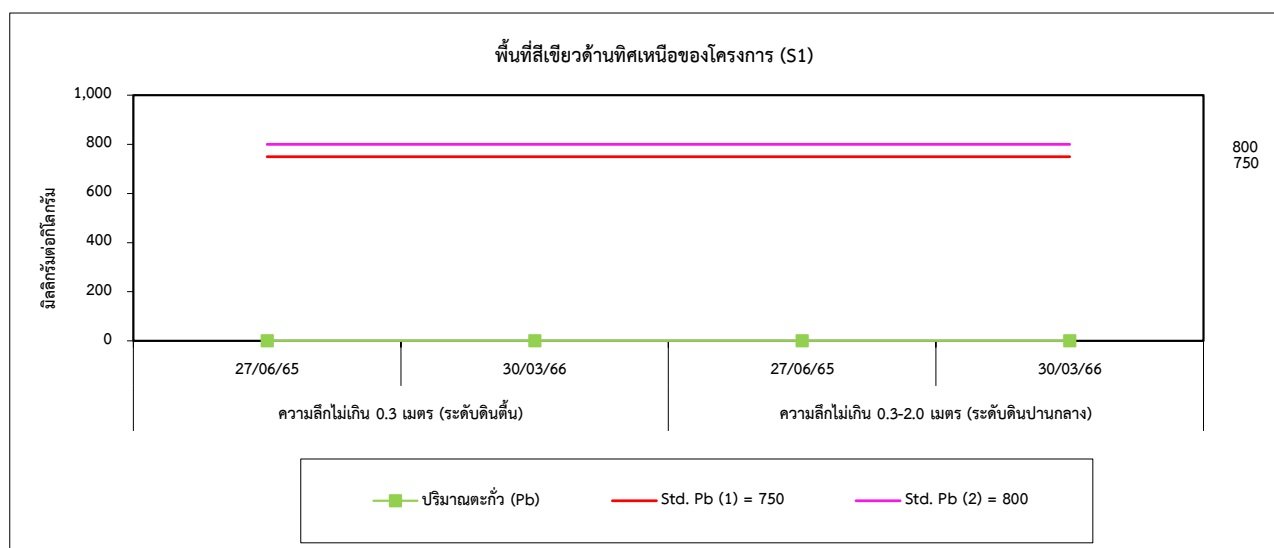 พื้นที่สีเขียวด้านทิศเหนือของโครงการ (S1)
มิลลิกรัมต่อกิโลกรัม
1,000
800
600
400
200
0
800
750
27/06/65 30/03/66 27/06/65 30/03/66
ความลึกไม่เกิน 0.3 เมตร (ระดับดินตื้น) ความลึกไม่เกิน 0.3-2.0 เมตร (ระดับดินปานกลาง)
ปริมาณตะกั่ว (Pb) Std. Pb (1) = 750 Std. Pb (2) = 800